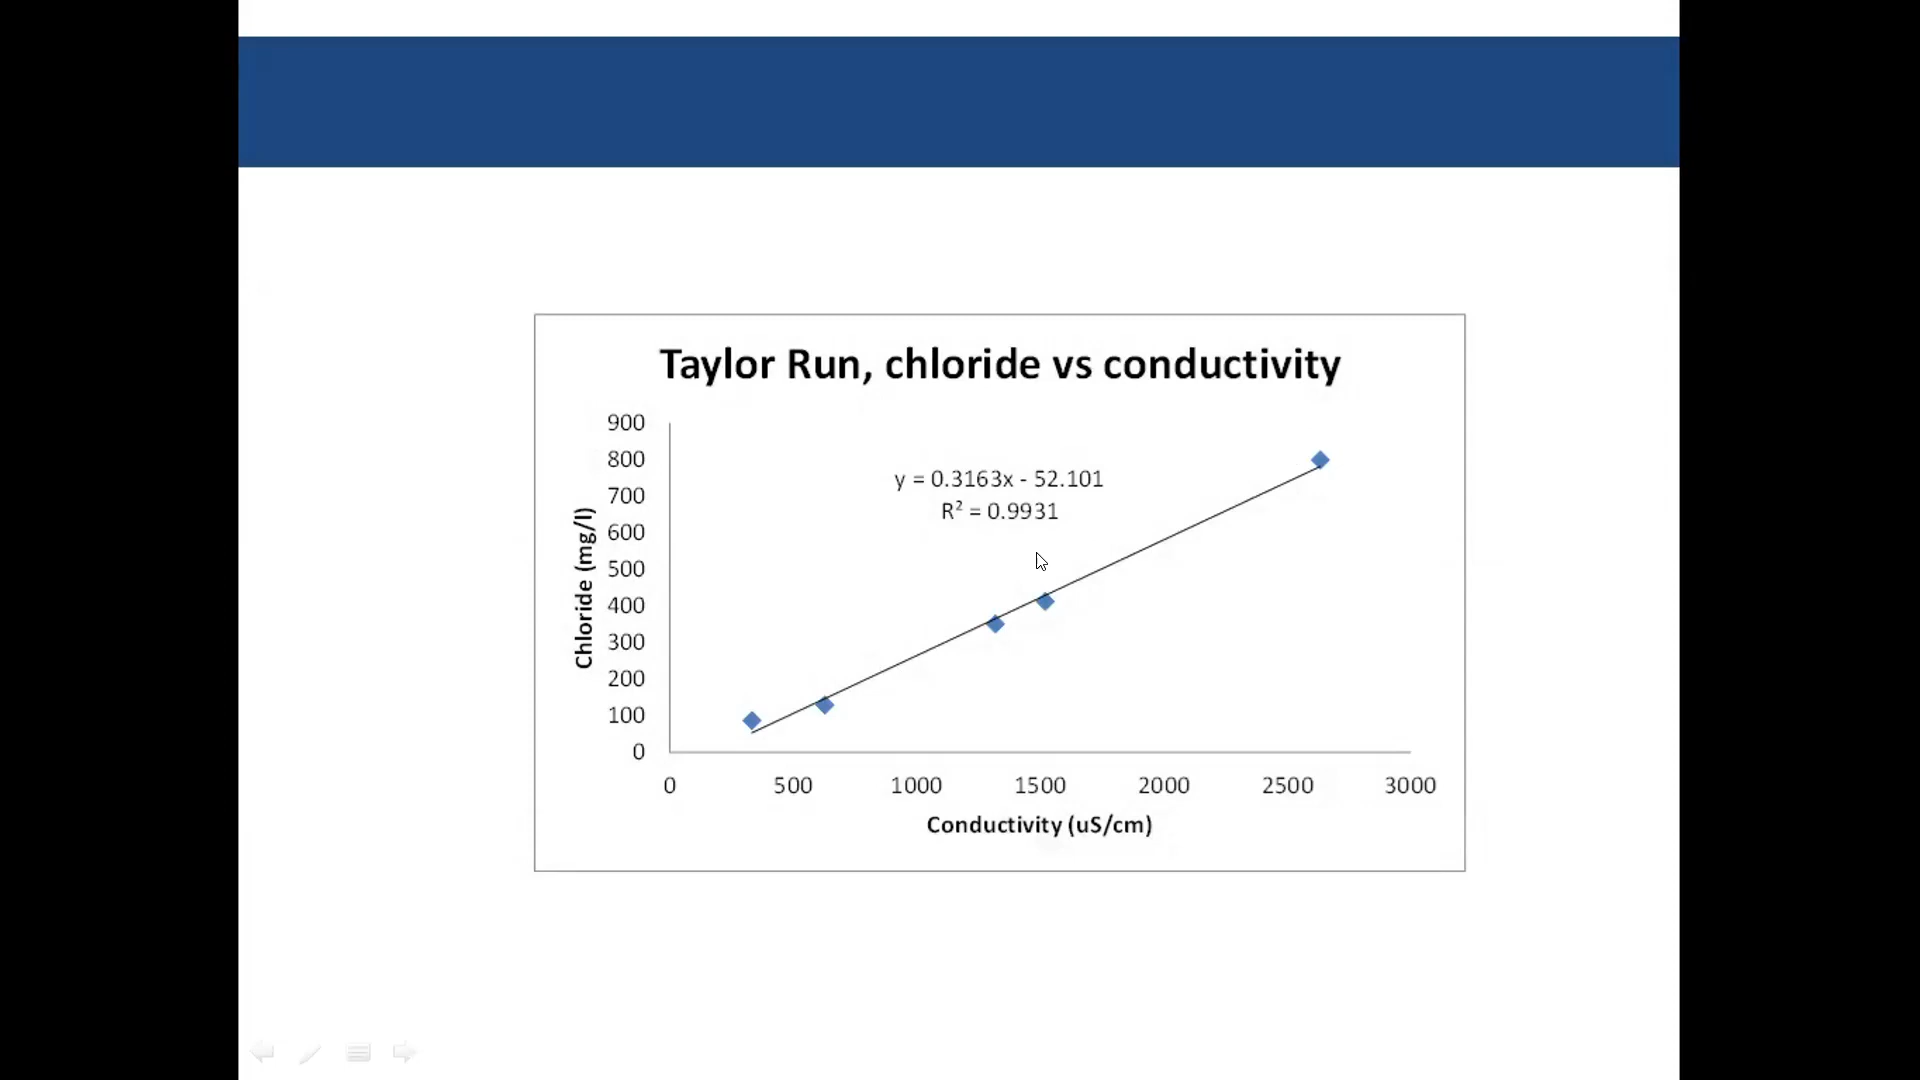 Taylor Run, chloride vs conductivity
900
800
700
600
500
400
300
200
100
0
Chloride (mg/l)
y = 0.3163x - 52.101
R² = 0.9931
0 500 1000 1500 2000 2500 3000
Conductivity (uS/cm)